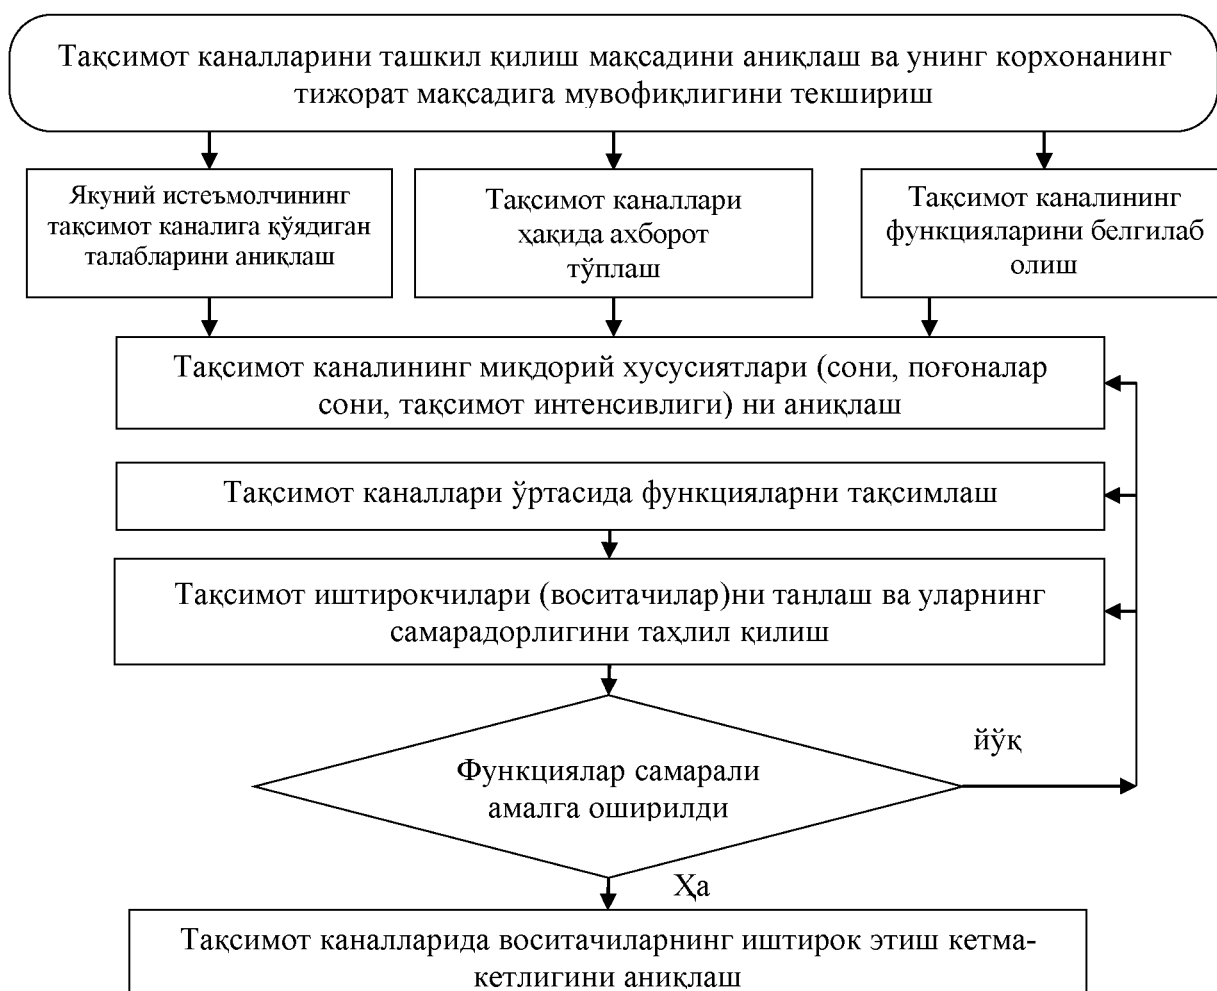 Тақсимот каналларини ташкил қилиш мақсадини аниқлаш ва унинг корхонанинг
тижорат мақсадига мувофиқлигини текшириш
Якуний истеъмолчининг
тақсимот каналига қўядиган
талабларини аниқлаш
Тақсимот каналлари
ҳақида ахборот
тўплаш
Тақсимот каналининг
функцияларини белгилаб
олиш
Тақсимот каналининг миқдорий хусусиятлари (сони, поғоналар
сони, тақсимот интенсивлиги) ни аниқлаш
Тақсимот каналлари ўртасида функцияларни тақсимлаш
Тақсимот иштирокчилари (воситачилар)ни танлаш ва уларнинг
самарадорлигини таҳлил қилиш
йўқ
Функциялар самарали
амалга оширилди
Ҳа
Тақсимот каналларида воситачиларнинг иштирок этиш кетма-
кетлигини аниқлаш